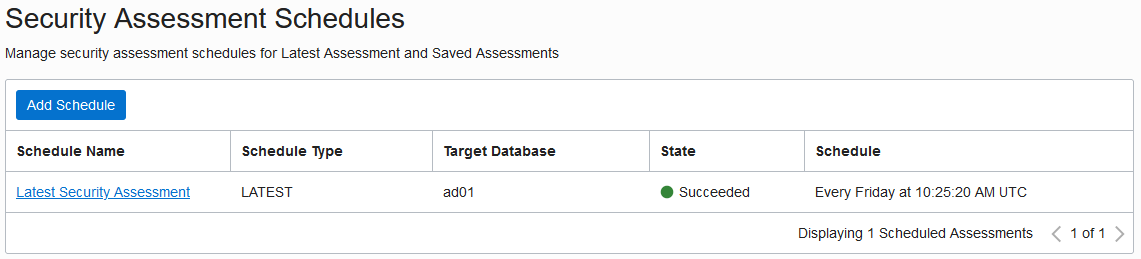 Security Assessment Schedules
Manage security assessment schedules for Latest Assessment and Saved Assessments
Add Schedule
Schedule Name Schedule Type Target Database State Schedule
Latest Security Assessment LATEST ad01 Succeeded Every Friday at 10:25:20 AM UTC
Displaying 1 Scheduled Assessments 1 of 1